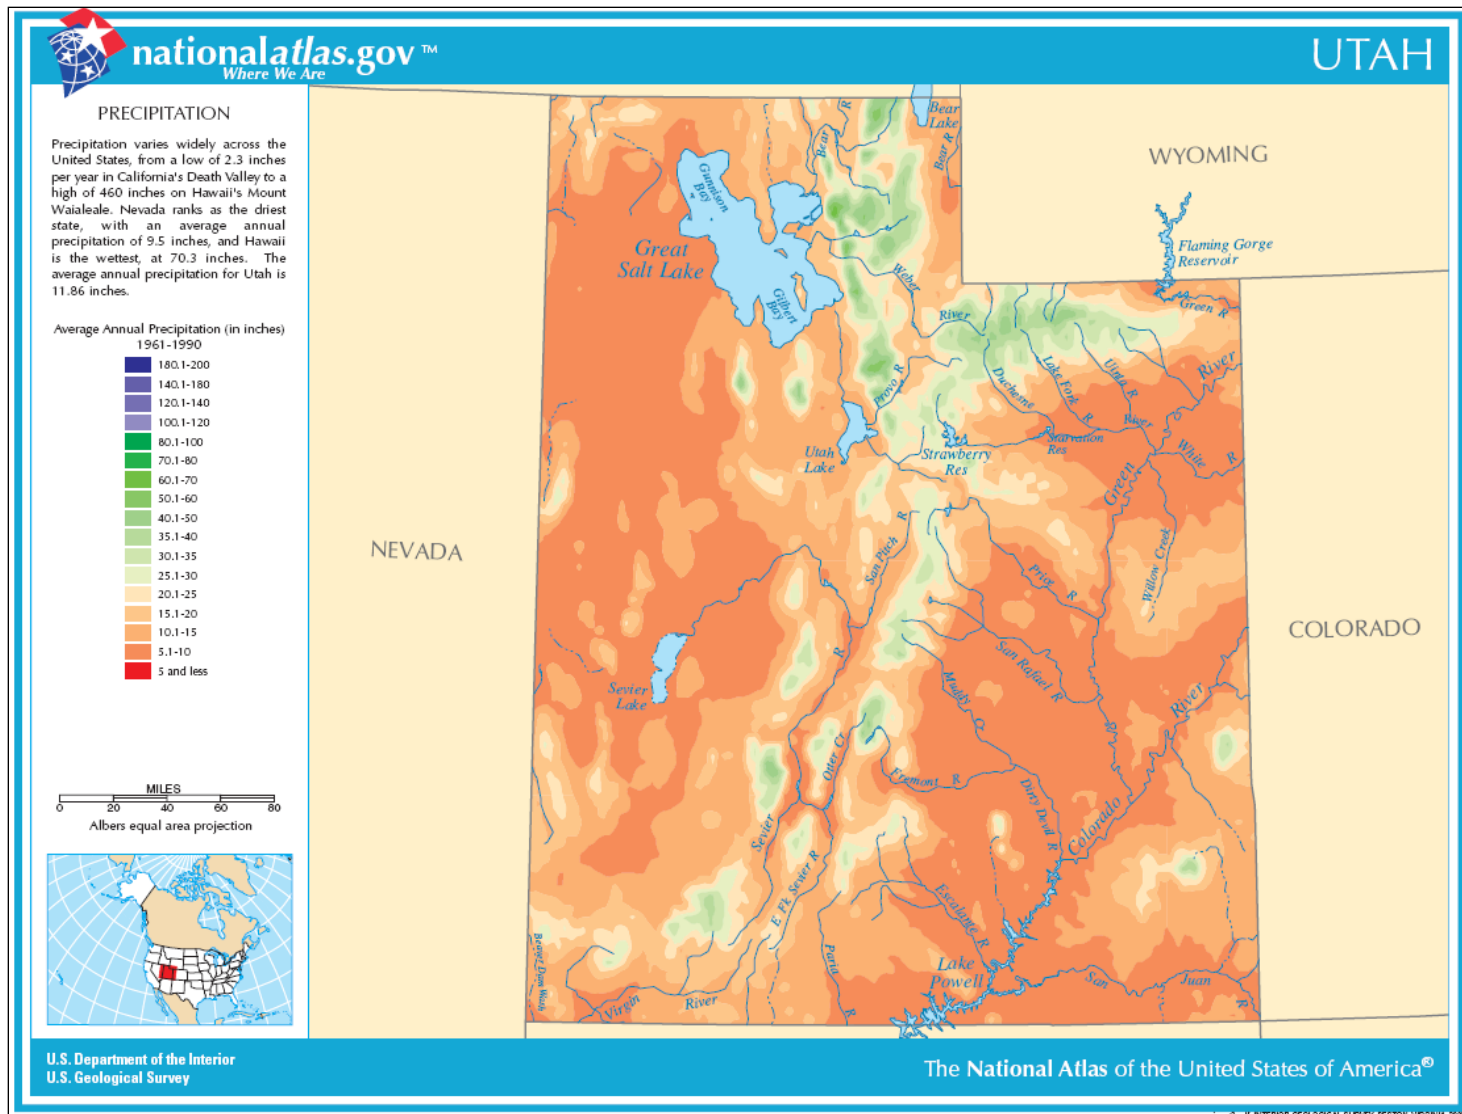 nationalatlas.gov ™
Where We Are
UTAH
PRECIPITATION
Precipitation varies widely across the
United States, from a low of 2.3 inches
per year in California's Death Valley to a
high of 460 inches on Hawaii's Mount
Waialeale. Nevada ranks as the driest
state, with an average annual
precipitation of 9.5 inches, and Hawaii
is the wettest, at 70.3 inches. The
average annual precipitation for Utah is
11.86 inches.
Average Annual Precipitation (in inches)
1961-1990
180.1-200
140.1-180
120.1-140
100.1-120
80.1-100
70.1-80
60.1-70
50.1-60
40.1-50
35.1-40
30.1-35
25.1-30
20.1-25
15.1-20
10.1-15
5.1-10
5 and less
MILES
0 20 40 60 80
Albers equal area projection
Bear R
Bear
Lake
Bear R
WYOMING
Gunnison
Bay
Great
Salt Lake
Gilbert
Bay
Weber
River
Flaming Gorge
Reservoir
Green R
Provo R
Duchesne
River
Lake Fork R
Uinta R
River
Green
White R
Starvation
Res
Strawberry
Res
Utah
Lake
NEVADA
San Pitch R
Price R
Willow Creek
COLORADO
San Rafael R
Muddy Cr
Sevier
Lake
R
Otter Cr
Fremont R
Dirty Devil R
Colorado
River
Sevier
E Fk Sevier R
Escalante R
Paria
R
Beaver Dam Wash
Virgin
River
Lake
Powell
San
Juan
R
U.S. Department of the Interior
U.S. Geological Survey
The National Atlas of the United States of America®